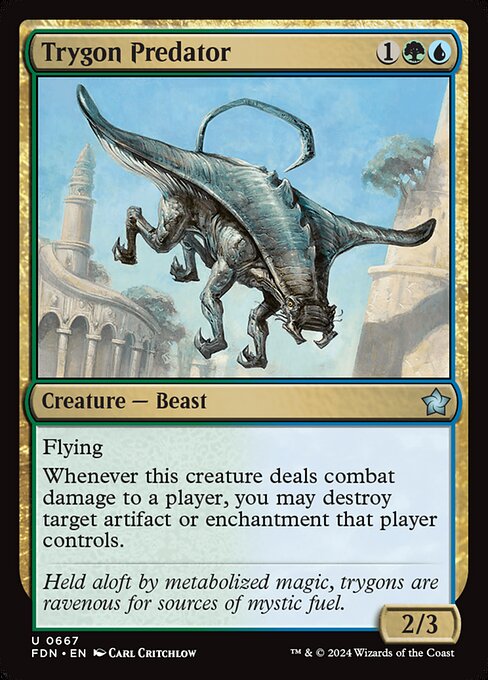 Trygon Predator 1
Creature — Beast
Flying
Whenever this creature deals combat
damage to a player, you may destroy
target artifact or enchantment that player
controls.
Held aloft by metabolized magic, trygons are
ravenous for sources of mystic fuel.
2/3
U 0667
FDN • EN Carl Critchlow
™ & © 2024 Wizards of the Coast